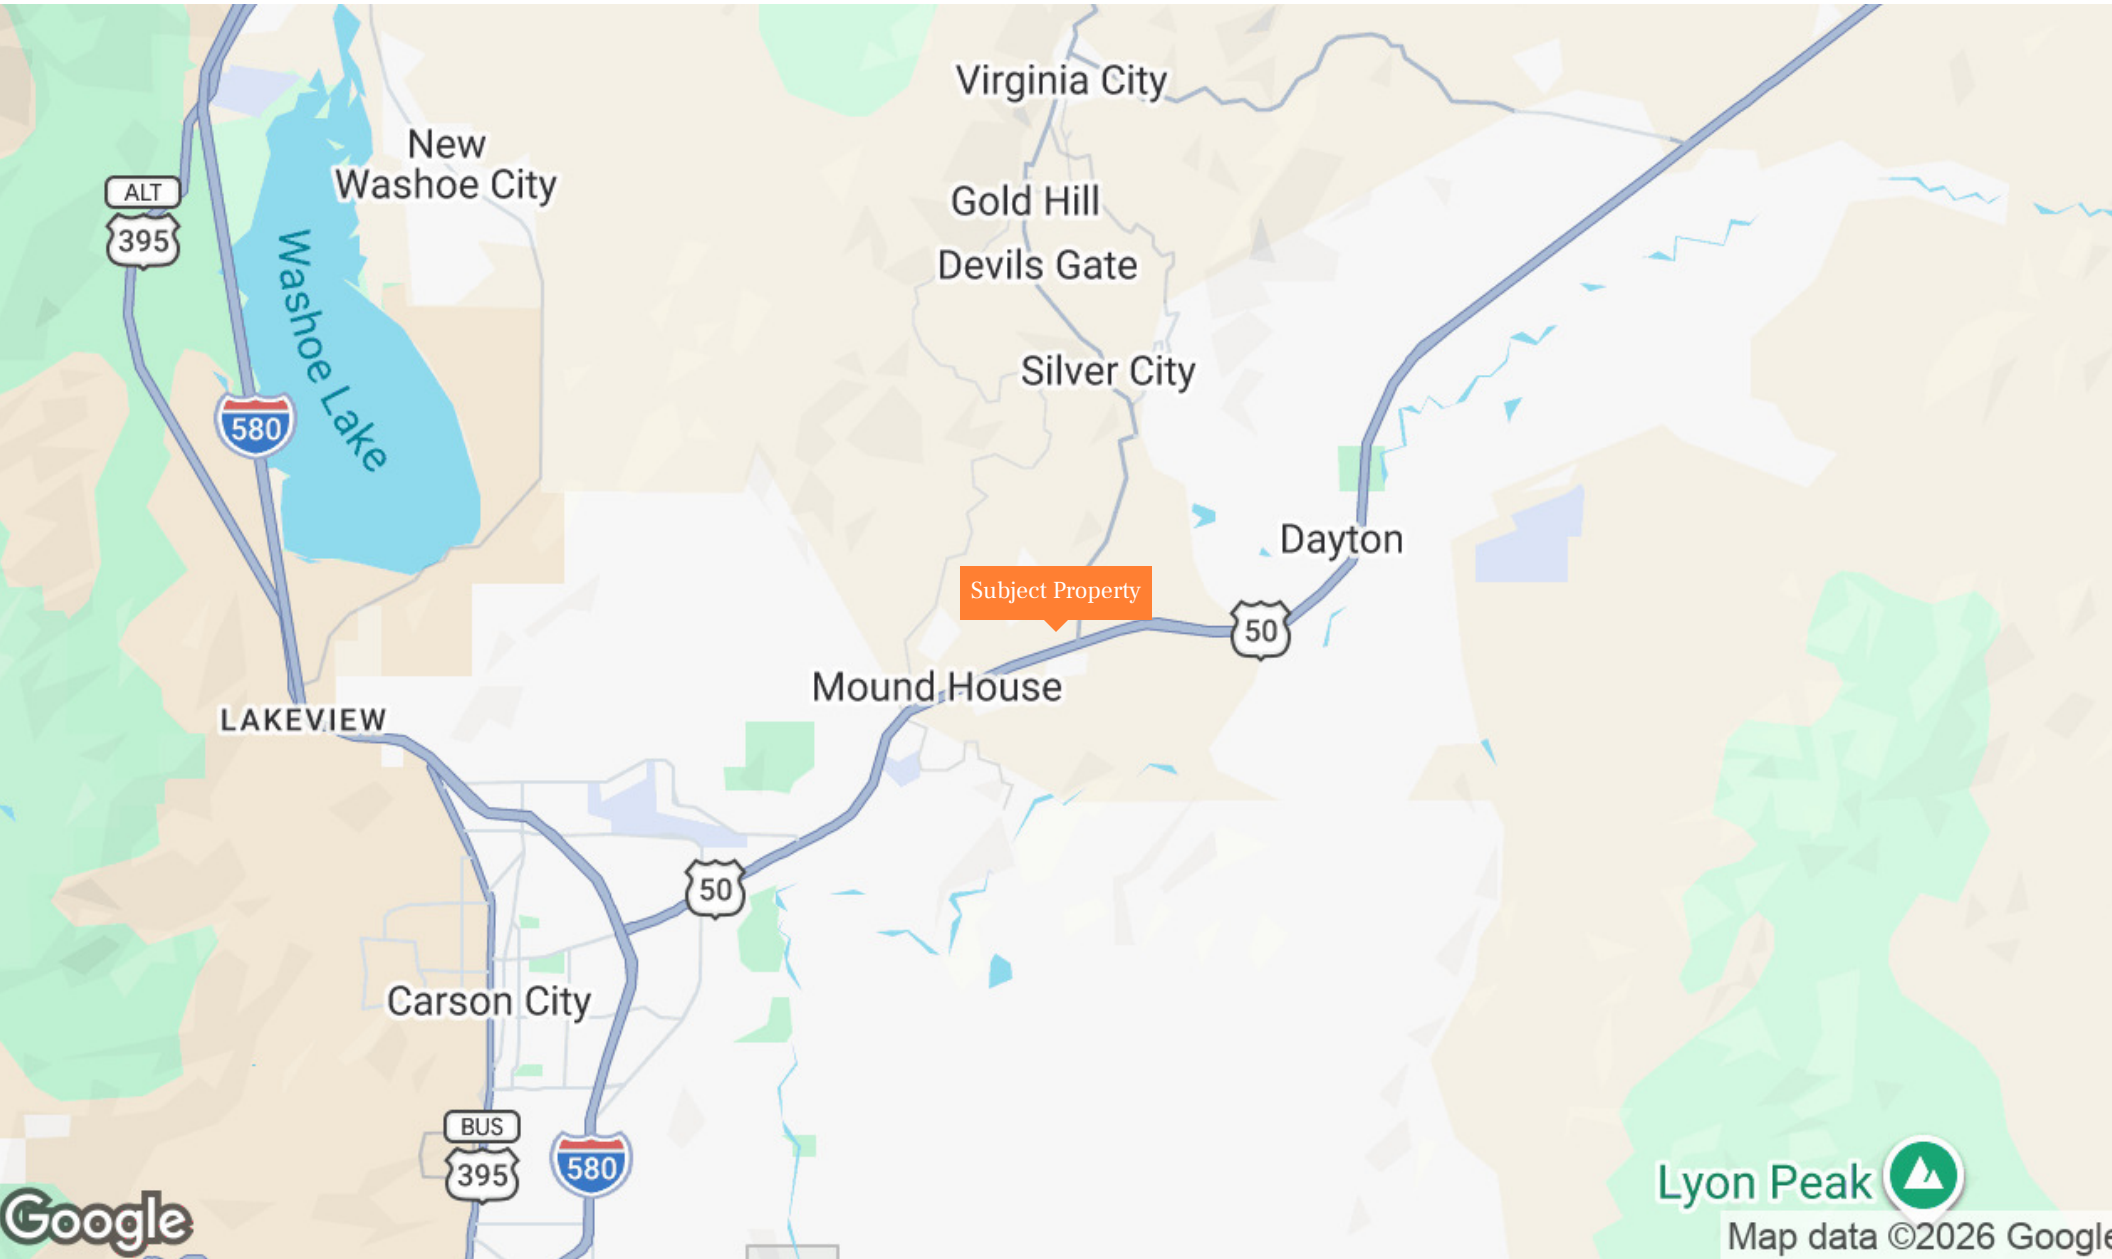 Virginia City
New
Washoe City
ALT
395
Gold Hill
Washoe Lake
Devils Gate
Silver City
580
Dayton
Subject Property
50
Mound House
LAKEVIEW
50
Carson City
BUS
395
580
Lyon Peak
Google
Map data ©2026 Google